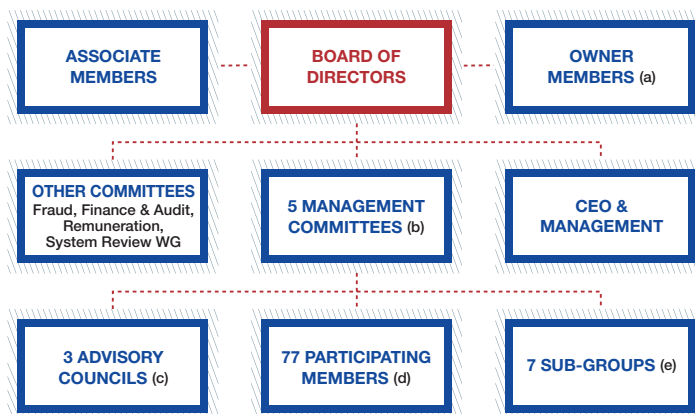 ASSOCIATE
MEMBERS
BOARD OF
DIRECTORS
OWNER
MEMBERS (a)
OTHER COMMITTEES
Fraud, Finance & Audit,
Remuneration,
System Review WG
5 MANAGEMENT
COMMITTEES (b)
CEO &
MANAGEMENT
3 ADVISORY
COUNCILS (c)
77 PARTICIPATING
MEMBERS (d)
7 SUB-GROUPS (e)